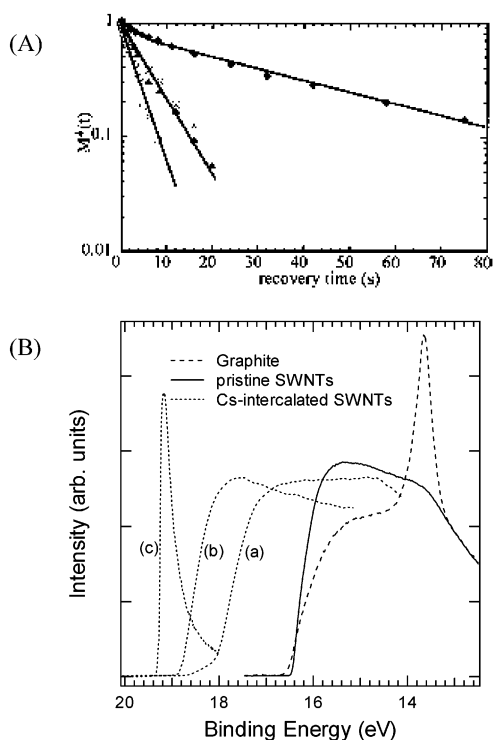 (A)
1
0.1
0.01
M*(t)
0 10 20 30 40 50 60 70 80
recovery time (s)
(B)
Graphite
pristine SWNTs
Cs-intercalated SWNTs
(c)
(b)
(a)
Intensity (arb. units)
20 18 16 14
Binding Energy (eV)